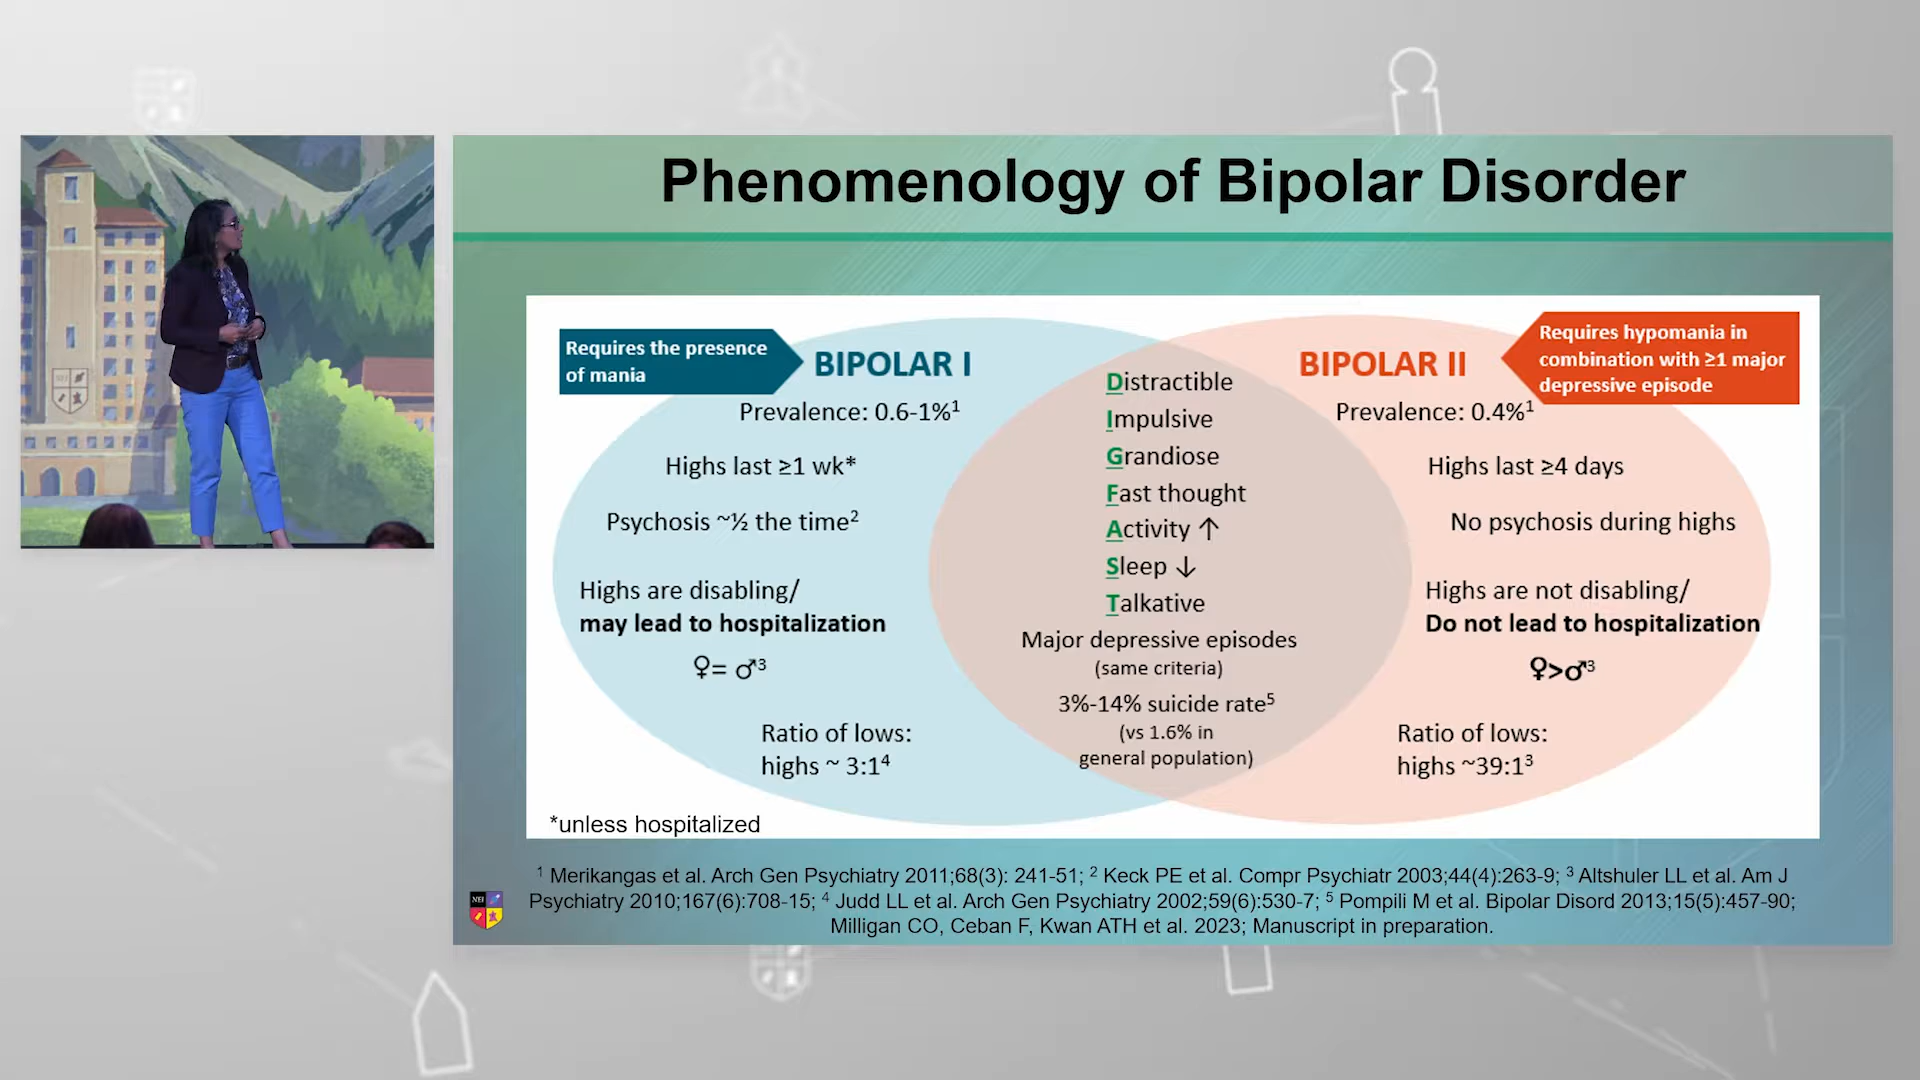 Phenomenology of Bipolar Disorder
Requires the presence
of mania
BIPOLAR I
Prevalence: 0.6-1%¹
Highs last ≥1 wk*
Psychosis ~½ the time²
Highs are disabling/
may lead to hospitalization
♀= ♂³
Ratio of lows:
highs ~ 3:1⁴
*unless hospitalized
Distractible
Impulsive
Grandiose
Fast thought
Activity ↑
Sleep ↓
Talkative
Major depressive episodes
(same criteria)
3%-14% suicide rate⁵
(vs 1.6% in
general population)
BIPOLAR II
Requires hypomania in
combination with ≥1 major
depressive episode
Prevalence: 0.4%¹
Highs last ≥4 days
No psychosis during highs
Highs are not disabling/
Do not lead to hospitalization
♀>♂³
Ratio of lows:
highs ~39:1³
¹ Merikangas et al. Arch Gen Psychiatry 2011;68(3): 241-51; ² Keck PE et al. Compr Psychiatr 2003;44(4):263-9; ³ Altshuler LL et al. Am J
Psychiatry 2010;167(6):708-15; ⁴ Judd LL et al. Arch Gen Psychiatry 2002;59(6):530-7; ⁵ Pompili M et al. Bipolar Disord 2013;15(5):457-90;
Milligan CO, Ceban F, Kwan ATH et al. 2023; Manuscript in preparation.
NEI